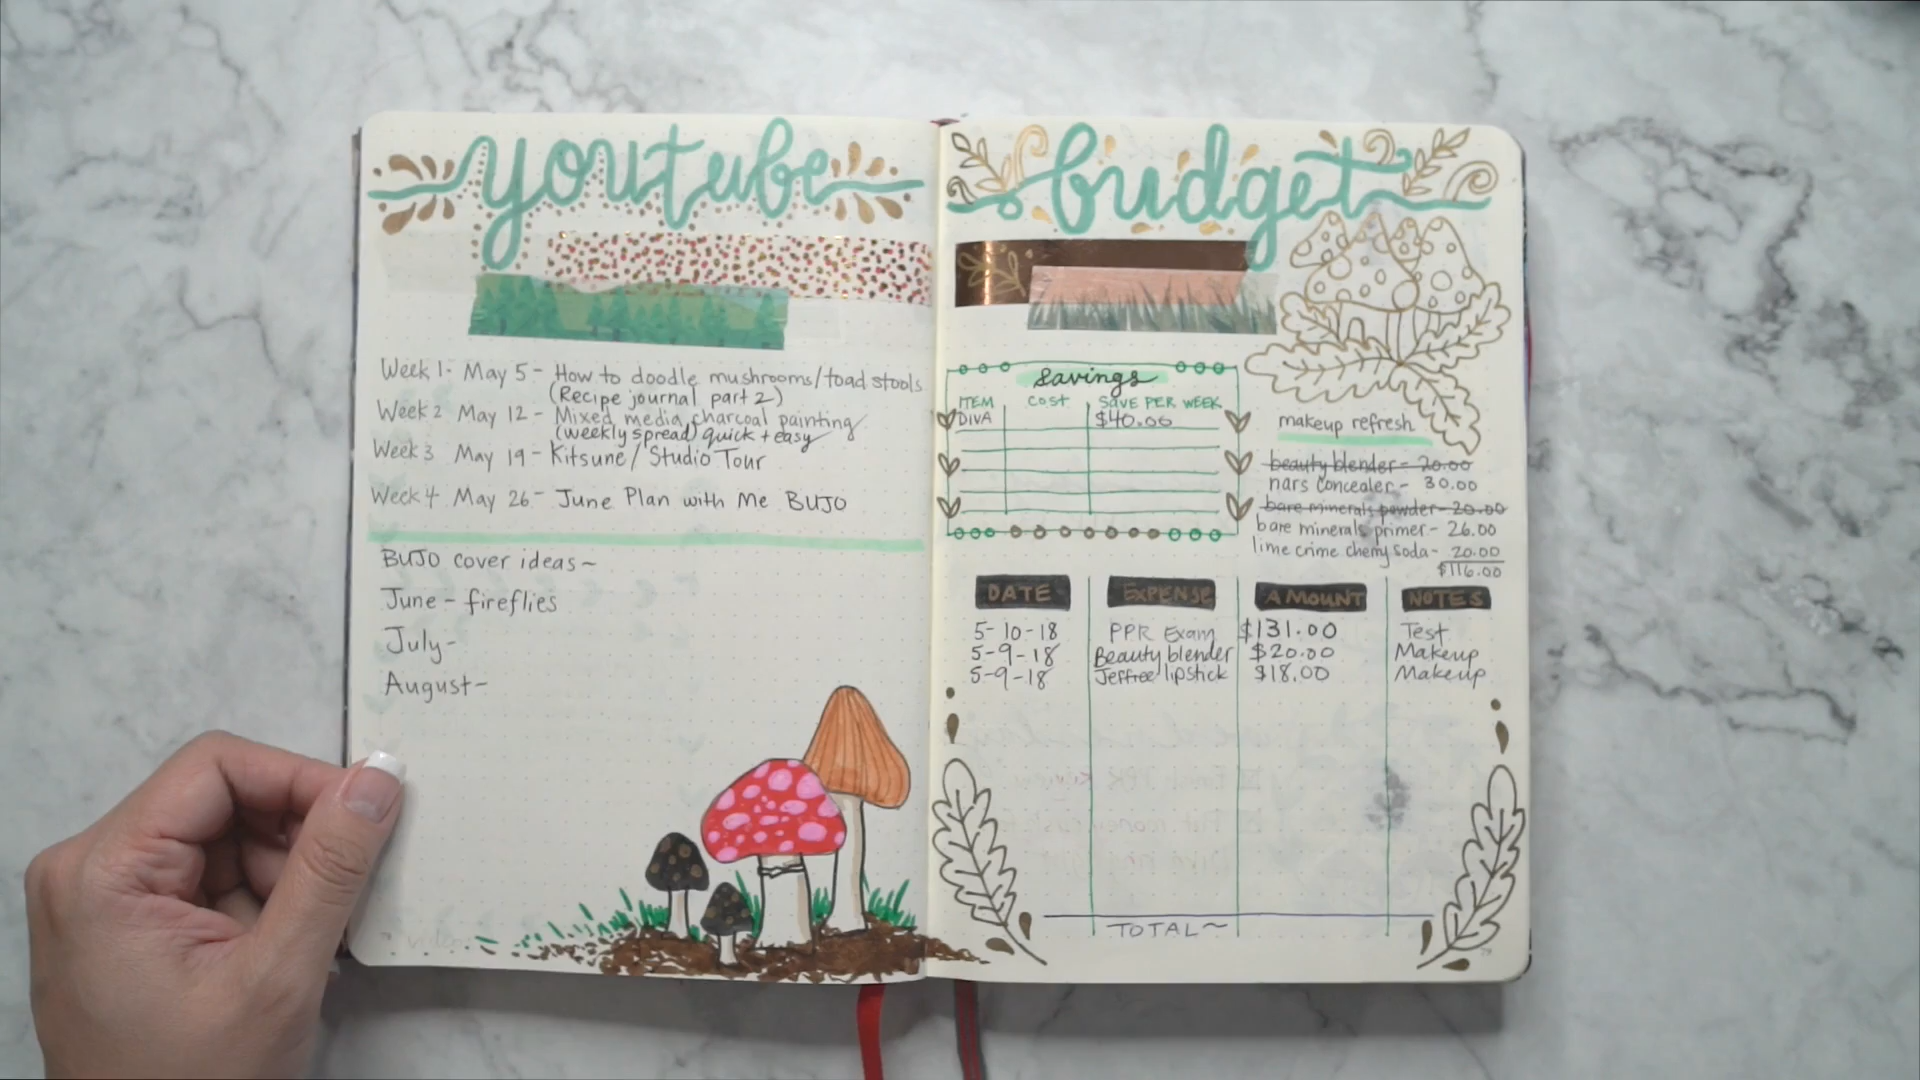 youtube
Week 1- May 5 - How to doodle mushrooms/toad stools
(Recipe journal part 2)
Week 2 May 12 - Mixed media charcoal painting
(weekly spread) quick + easy
Week 3 May 19 - Kitsune / Studio Tour
Week 4 May 26 - June Plan with Me BUJO
BUJO cover ideas~
June - fireflies
July-
August-
budget
Savings
ITEM COST SAVE PER WEEK
DIVA $40.00
makeup refresh
beauty blender - 20.00
nars concealer - 30.00
bare minerals powder - 20.00
bare minerals primer - 26.00
lime crime cherry soda - 20.00
$116.00
DATE EXPENSE AMOUNT NOTES
5-10-18 PPR Exam $131.00 Test
5-9-18 Beauty blender $20.00 Makeup
5-9-18 Jeffree lipstick $18.00 Makeup
TOTAL~